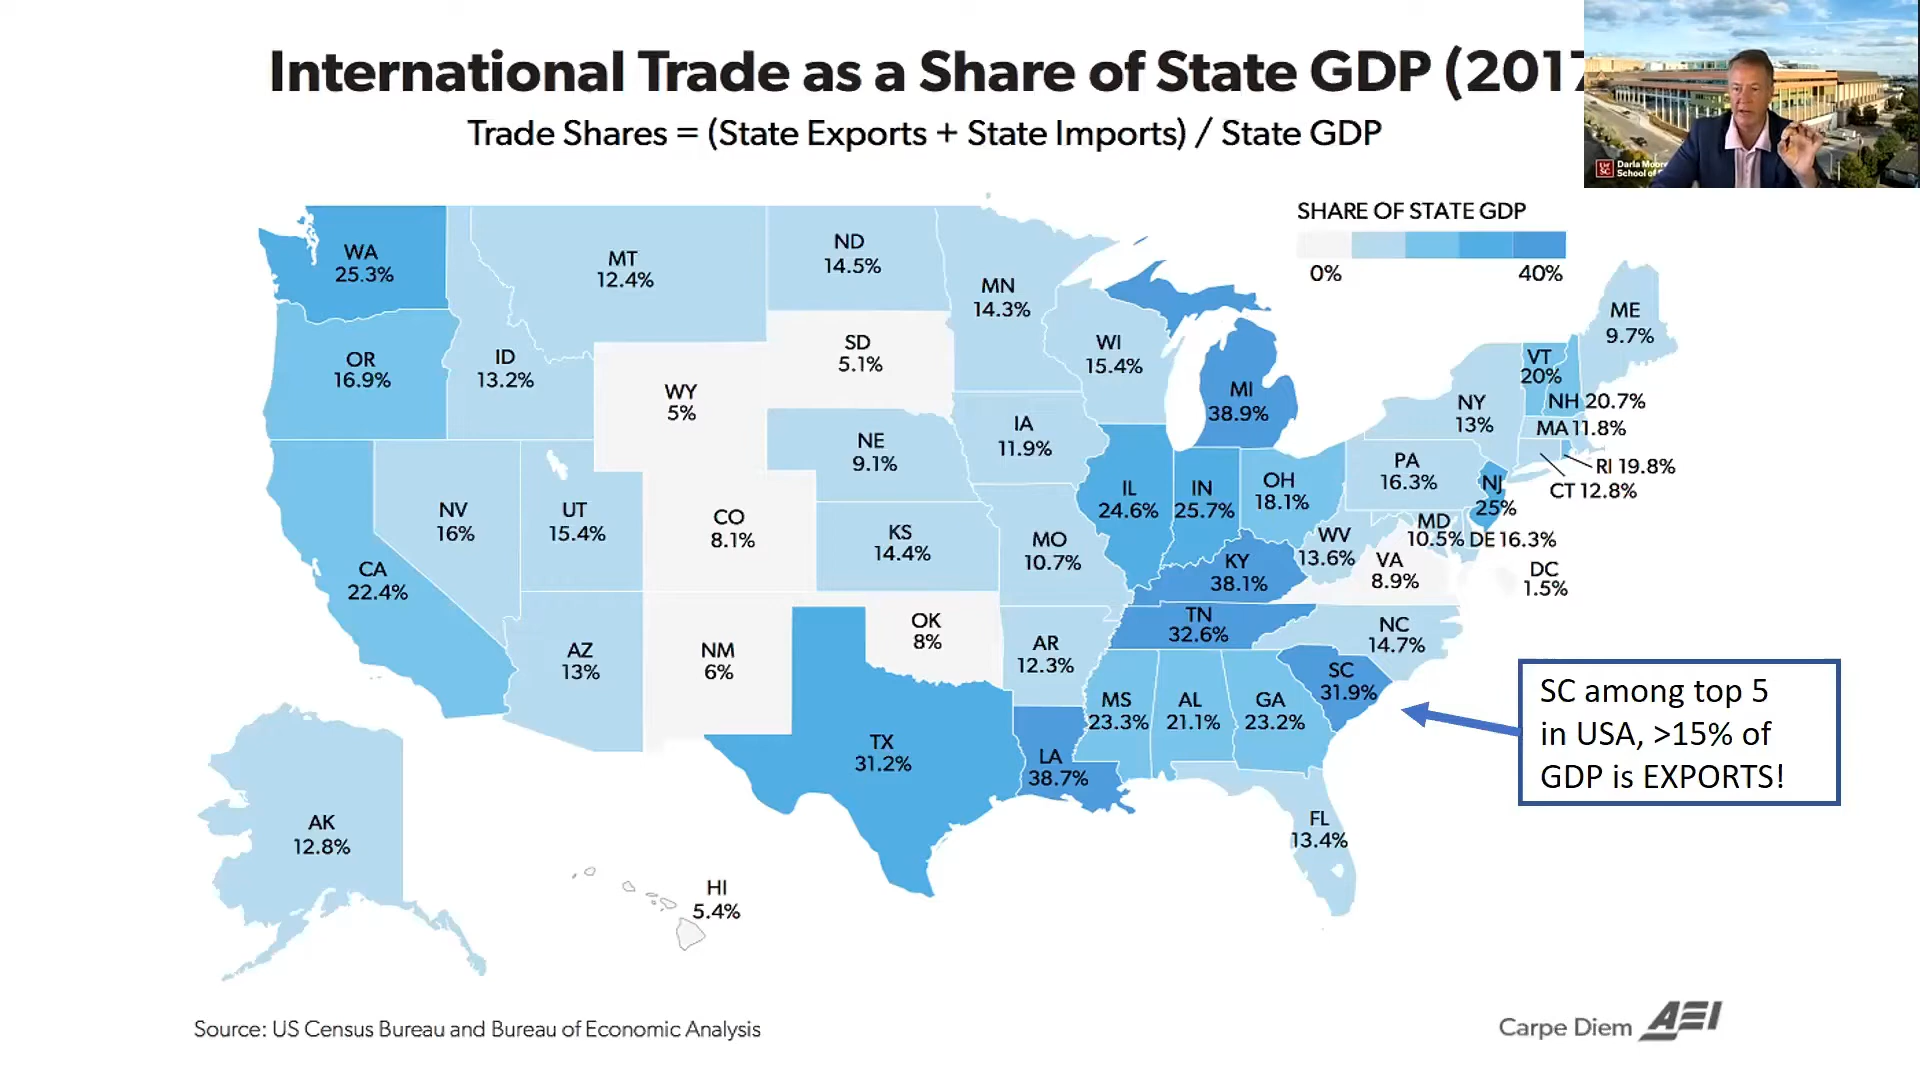 International Trade as a Share of State GDP (2017
Trade Shares = (State Exports + State Imports) / State GDP
Darla Moore
School of
SHARE OF STATE GDP
0%
40%
WA
25.3%
MT
12.4%
ND
14.5%
MN
14.3%
ME
9.7%
OR
16.9%
ID
13.2%
SD
5.1%
WI
15.4%
VT
20%
WY
5%
MI
38.9%
NY
13%
NH 20.7%
MA 11.8%
IA
11.9%
NE
9.1%
PA
16.3%
RI 19.8%
CT 12.8%
NV
16%
UT
15.4%
CO
8.1%
KS
14.4%
MO
10.7%
IL
24.6%
IN
25.7%
OH
18.1%
NJ
25%
MD
10.5%
DE 16.3%
WV
13.6%
VA
8.9%
DC
1.5%
CA
22.4%
KY
38.1%
TN
32.6%
NC
14.7%
AZ
13%
NM
6%
OK
8%
AR
12.3%
SC
31.9%
MS
23.3%
AL
21.1%
GA
23.2%
SC among top 5
in USA, >15% of
GDP is EXPORTS!
TX
31.2%
LA
38.7%
FL
13.4%
AK
12.8%
HI
5.4%
Source: US Census Bureau and Bureau of Economic Analysis
Carpe Diem AEI